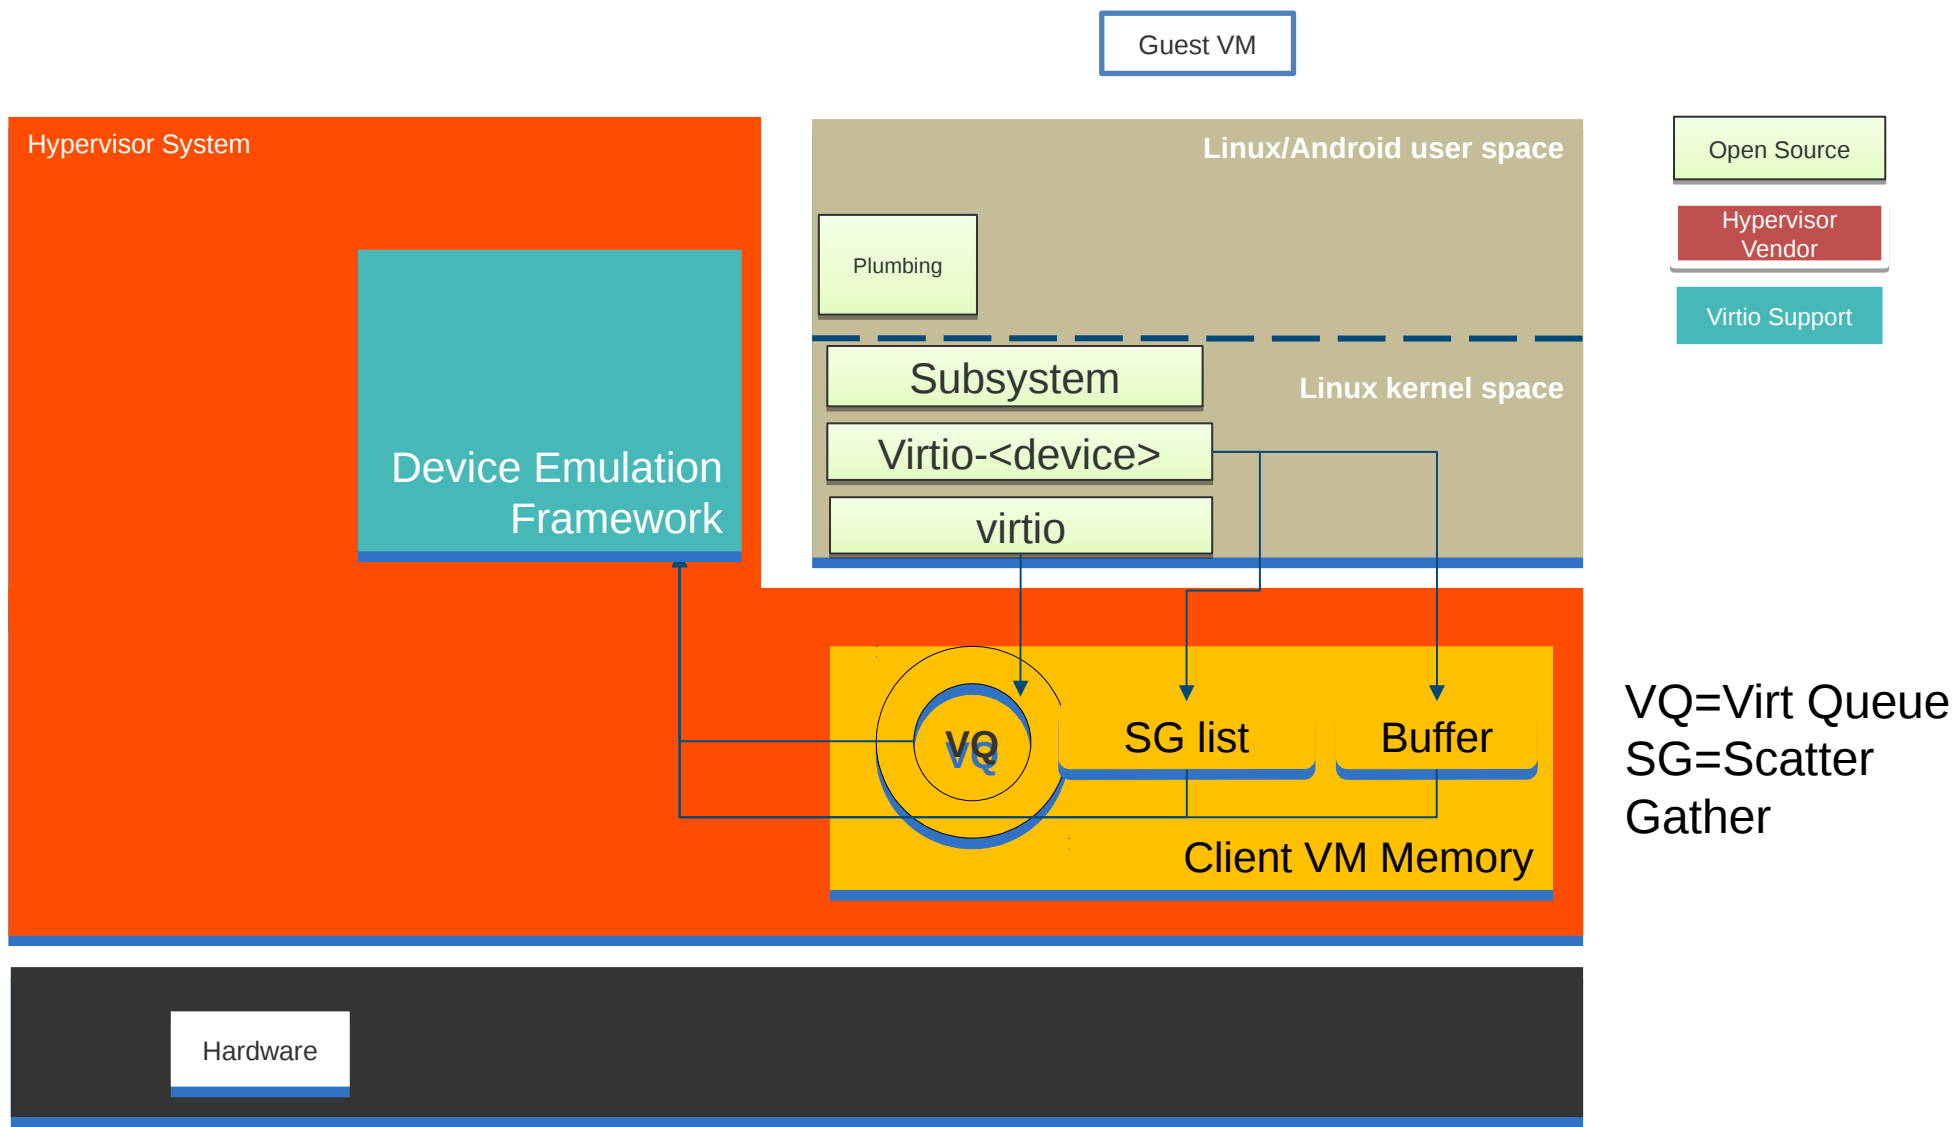 Guest VM
Hypervisor System
Linux/Android user space
Open Source
Hypervisor
Vendor
Plumbing
Virtio Support
Subsystem
Linux kernel space
Device Emulation
Framework
Virtio-<device>
virtio
VQ
VQ
SG list
Buffer
VQ=Virt Queue
SG=Scatter
Gather
Client VM Memory
Hardware